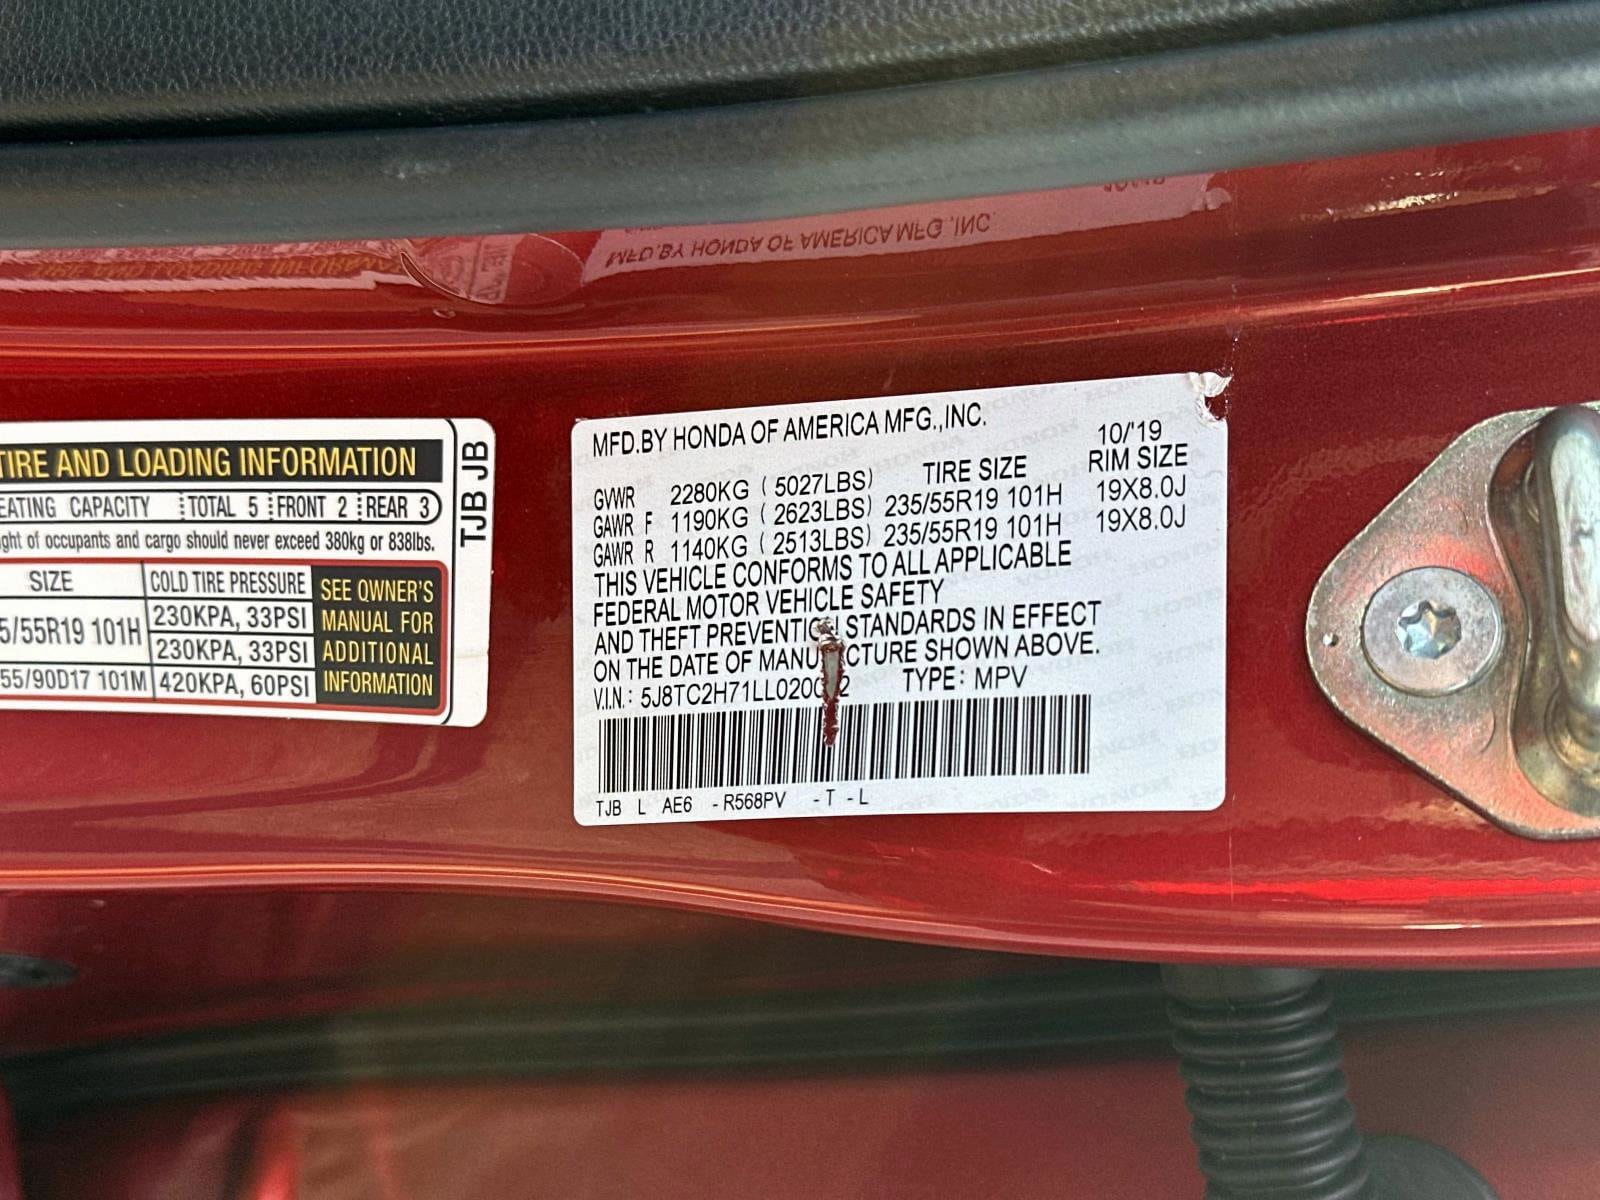 TIRE AND LOADING INFORMATION
SEATING CAPACITY TOTAL 5 FRONT 2 REAR 3
of occupants and cargo should never exceed 380kg or 838lbs.
SIZE COLD TIRE PRESSURE
5/55R19 101H 230KPA, 33PSI
230KPA, 33PSI
55/90D17 101M 420KPA, 60PSI
SEE OWNER'S
MANUAL FOR
ADDITIONAL
INFORMATION
TJB JB
MFD.BY HONDA OF AMERICA MFG.,INC.
10/'19
GVWR 2280KG ( 5027LBS) TIRE SIZE RIM SIZE
GAWR F 1190KG ( 2623LBS) 235/55R19 101H 19X8.0J
GAWR R 1140KG ( 2513LBS) 235/55R19 101H 19X8.0J
THIS VEHICLE CONFORMS TO ALL APPLICABLE
FEDERAL MOTOR VEHICLE SAFETY
AND THEFT PREVENTION STANDARDS IN EFFECT
ON THE DATE OF MANUFACTURE SHOWN ABOVE.
V.I.N.: 5J8TC2H71LL020 2 TYPE: MPV
TJB L AE6 -R568PV -T -L